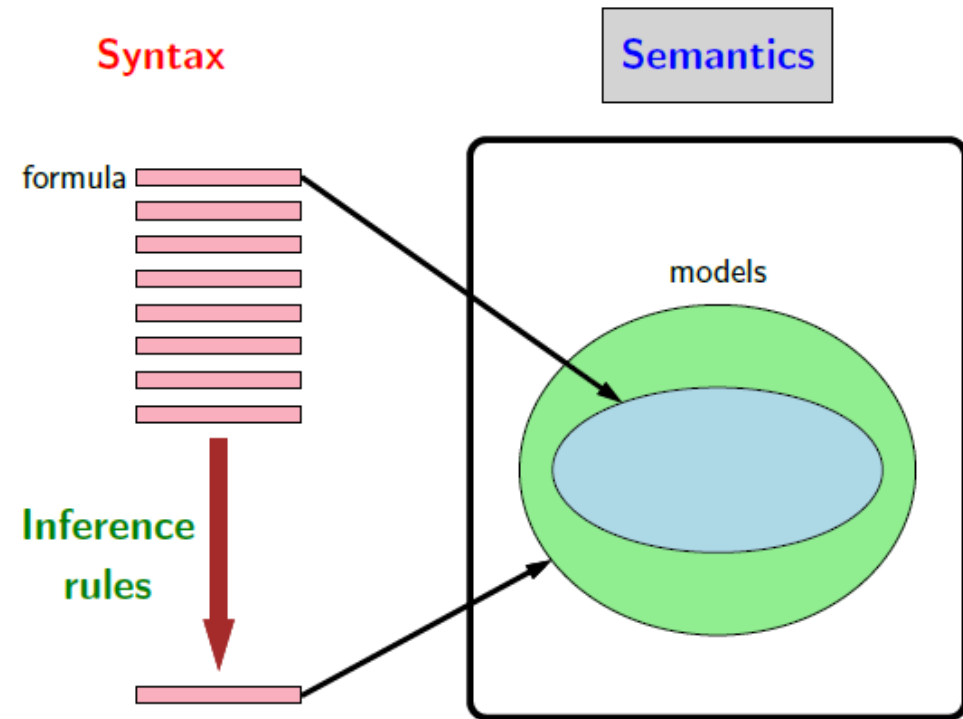 Syntax
Semantics
formula
models
Inference
rules